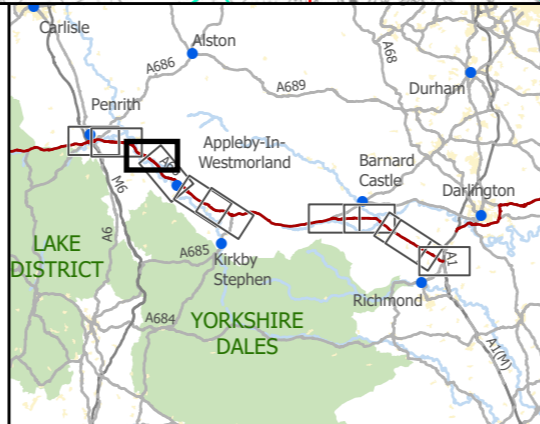 Carlisle
Alston
A68
A686
A689
Durham
Penrith
Appleby-In-
Westmorland
Barnard
Castle
Darlington
M6
LAKE
DISTRICT
A6
A685
Kirkby
Stephen
A1
Richmond
A684
YORKSHIRE
DALES
A1(M)